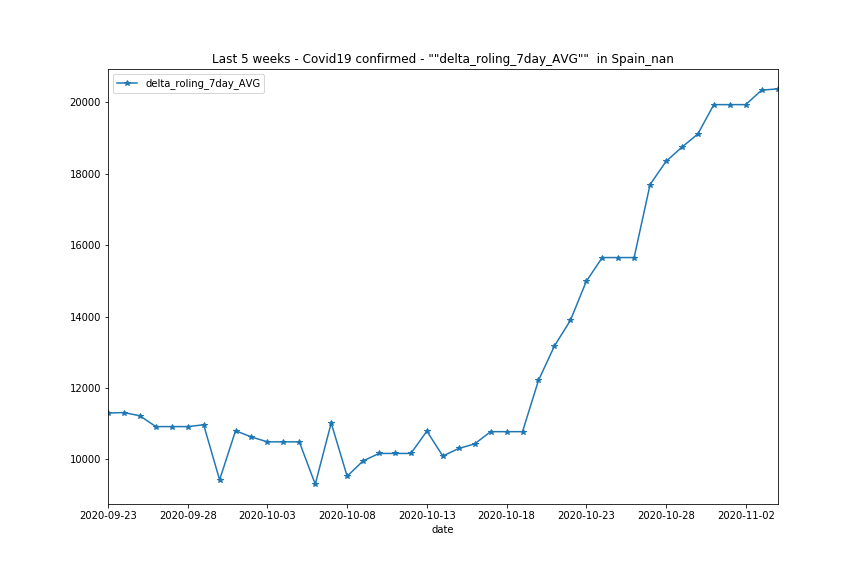 Last 5 weeks - Covid19 confirmed - ""delta_roling_7day_AVG""  in Spain_nan
delta_roling_7day_AVG
20000
18000
16000
14000
12000
10000
2020-09-23 2020-09-28 2020-10-03 2020-10-08 2020-10-13 2020-10-18 2020-10-23 2020-10-28 2020-11-02
date